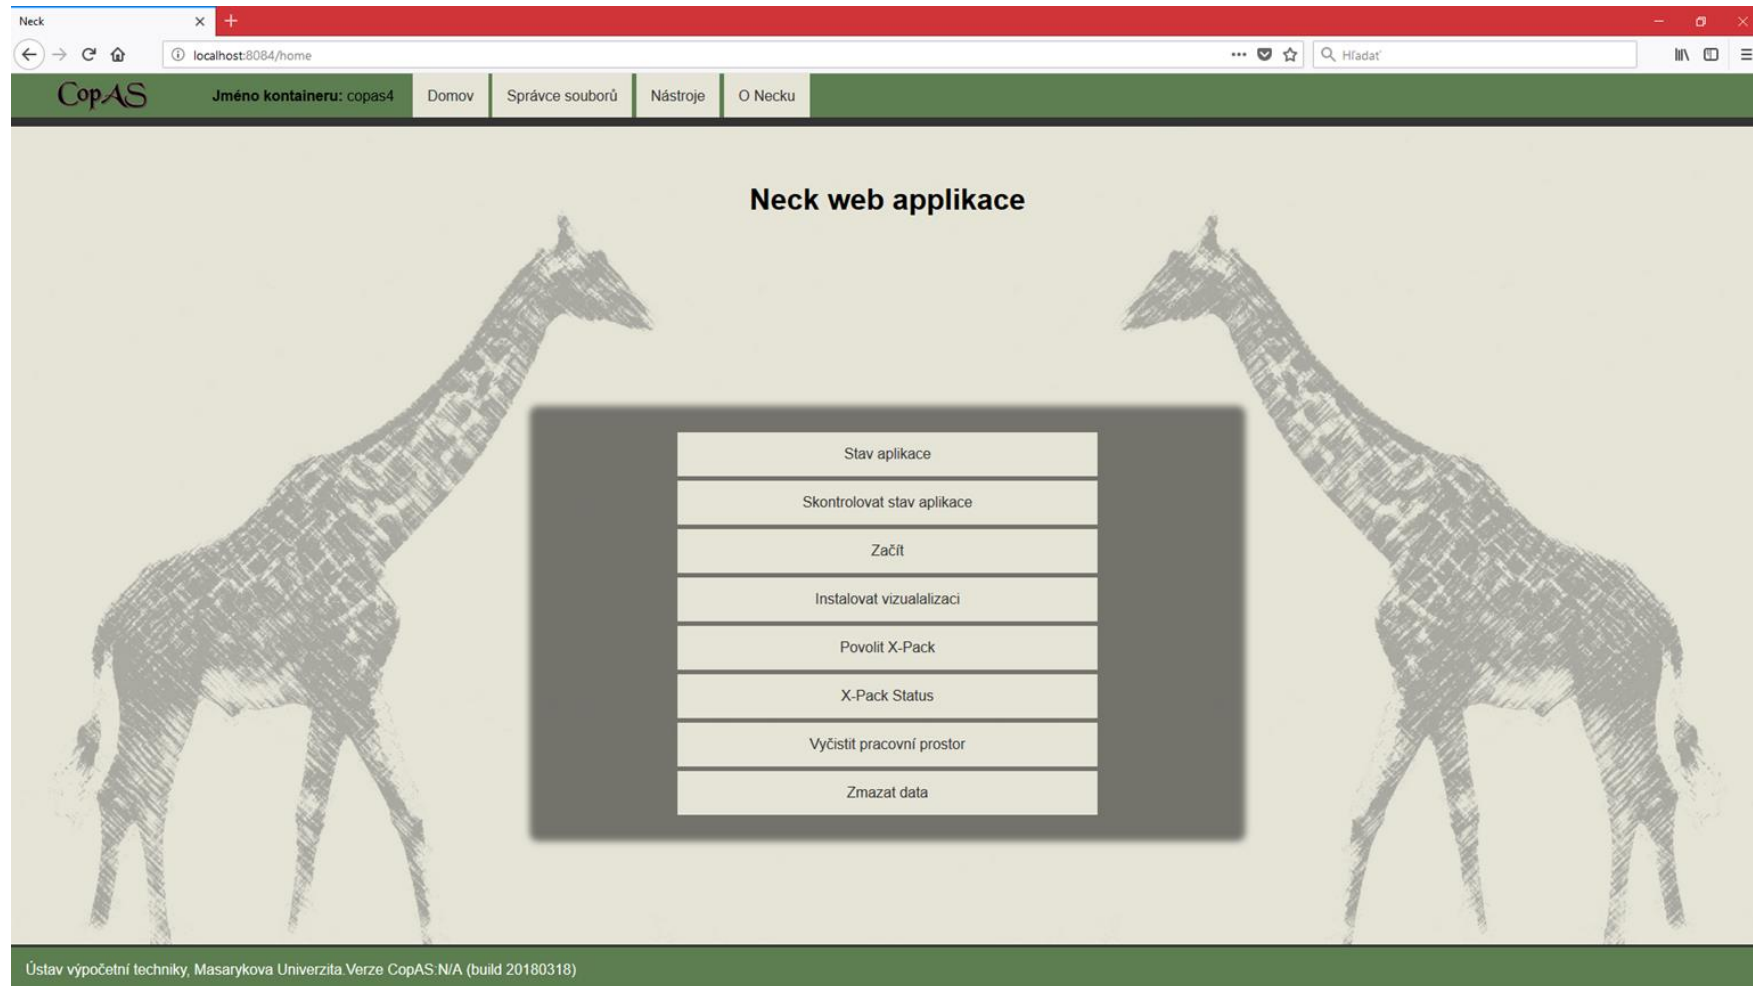 Neck
localhost:8084/home
Hľadať
CopAS
Jméno kontaineru: copas4
Domov
Správce souborů
Nástroje
O Necku
Neck web applikace
Stav aplikace
Skontrolovat stav aplikace
Začít
Instalovat vizualalizaci
Povolit X-Pack
X-Pack Status
Vyčistit pracovní prostor
Zmazat data
Ústav výpočetní techniky, Masarykova Univerzita.Verze CopAS:N/A (build 20180318)